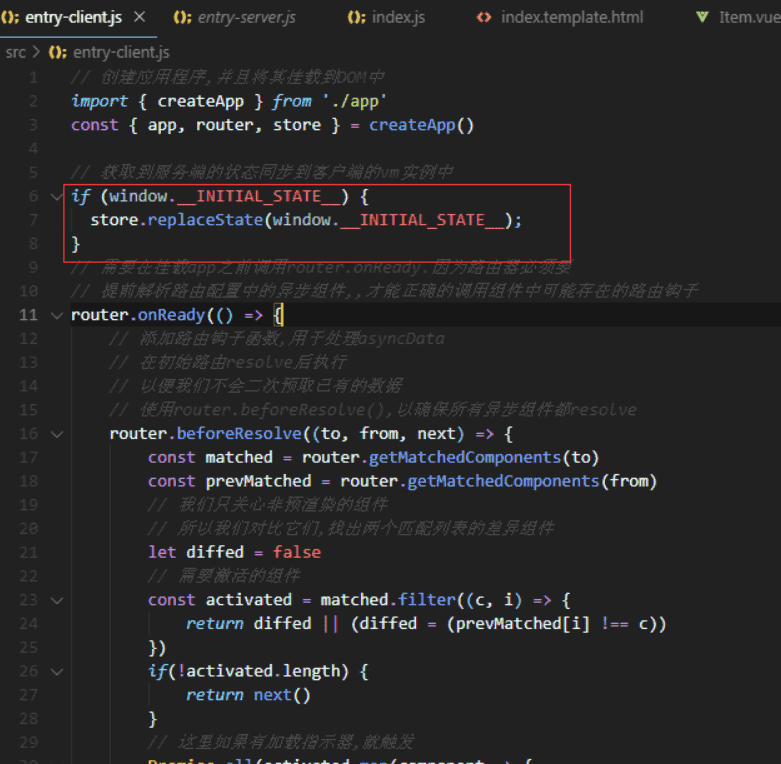 entry-client.js × entry-server.js index.js index.template.html Item.vue
src > entry-client.js
1 // 创建应用程序,并且将其挂载到DOM中
2 import { createApp } from './app'
3 const { app, router, store } = createApp()
4
5 // 获取到服务端的状态同步到客户端的vm实例中
6 if (window.__INITIAL_STATE__) {
7 store.replaceState(window.__INITIAL_STATE__);
8 }
9 // 需要在挂载app之前调用router.onReady.因为路由器必须要
10 // 提前解析路由配置中的异步组件,,才能正确的调用组件中可能存在的路由钩子
11 router.onReady(() => {
12 // 添加路由钩子函数,用于处理asyncData
13 // 在初始路由resolve后执行
14 // 以便我们不会二次预取已有的数据
15 // 使用router.beforeResolve(),以确保所有异步组件都resolve
16 router.beforeResolve((to, from, next) => {
17 const matched = router.getMatchedComponents(to)
18 const prevMatched = router.getMatchedComponents(from)
19 // 我们只关心非预渲染的组件
20 // 所以我们对比它们,找出两个匹配列表的差异组件
21 let diffed = false
22 // 需要激活的组件
23 const activated = matched.filter((c, i) => {
24 return diffed || (diffed = (prevMatched[i] !== c))
25 })
26 if(!activated.length) {
27 return next()
28 }
29 // 这里如果有加载指示器,就触发
30 Promise.all(activated.map(component => {